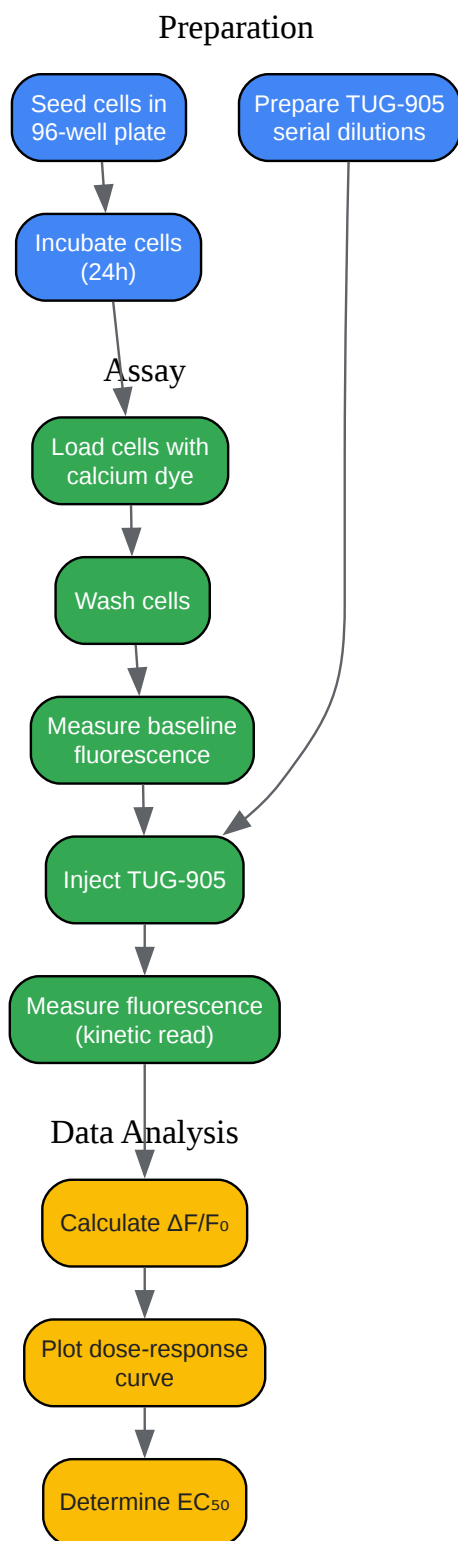 Preparation
Seed cells in
96-well plate
Prepare TUG-905
serial dilutions
Incubate cells
(24h)
Assay
Load cells with
calcium dye
Wash cells
Measure baseline
fluorescence
Inject TUG-905
Measure fluorescence
(kinetic read)
Data Analysis
Calculate ΔF/F₀
Plot dose-response
curve
Determine EC₅₀